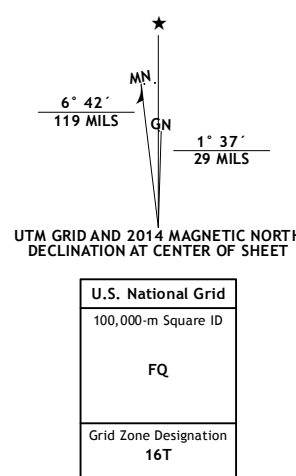 ★
MN
GN
6° 42´
119 MILS
1° 37´
29 MILS
UTM GRID AND 2014 MAGNETIC NORTH
DECLINATION AT CENTER OF SHEET
U.S. National Grid
100,000-m Square ID
FQ
Grid Zone Designation
16T